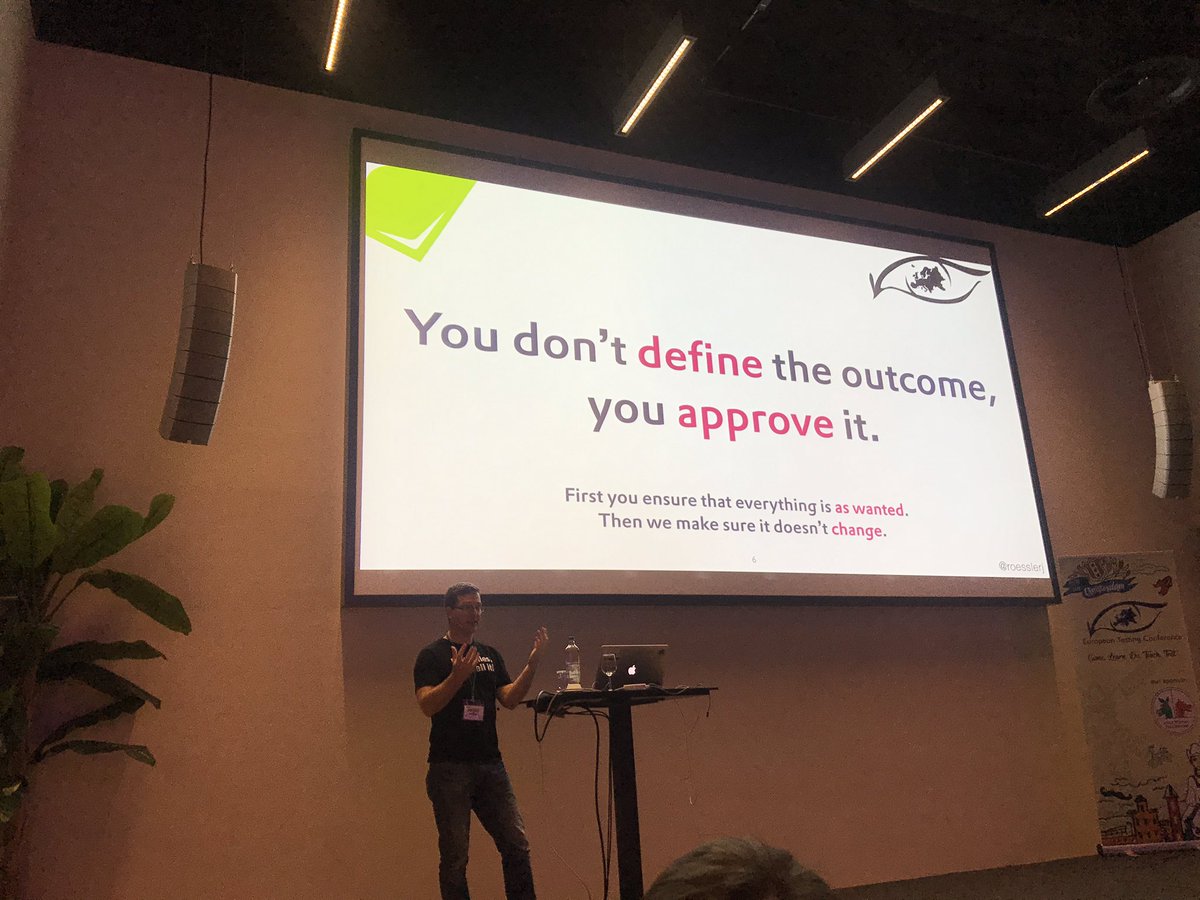 You don't define the outcome,
you approve it.
First you ensure that everything is as wanted.
Then we make sure it doesn't change.
6
@roesslerj
European Testing Conference